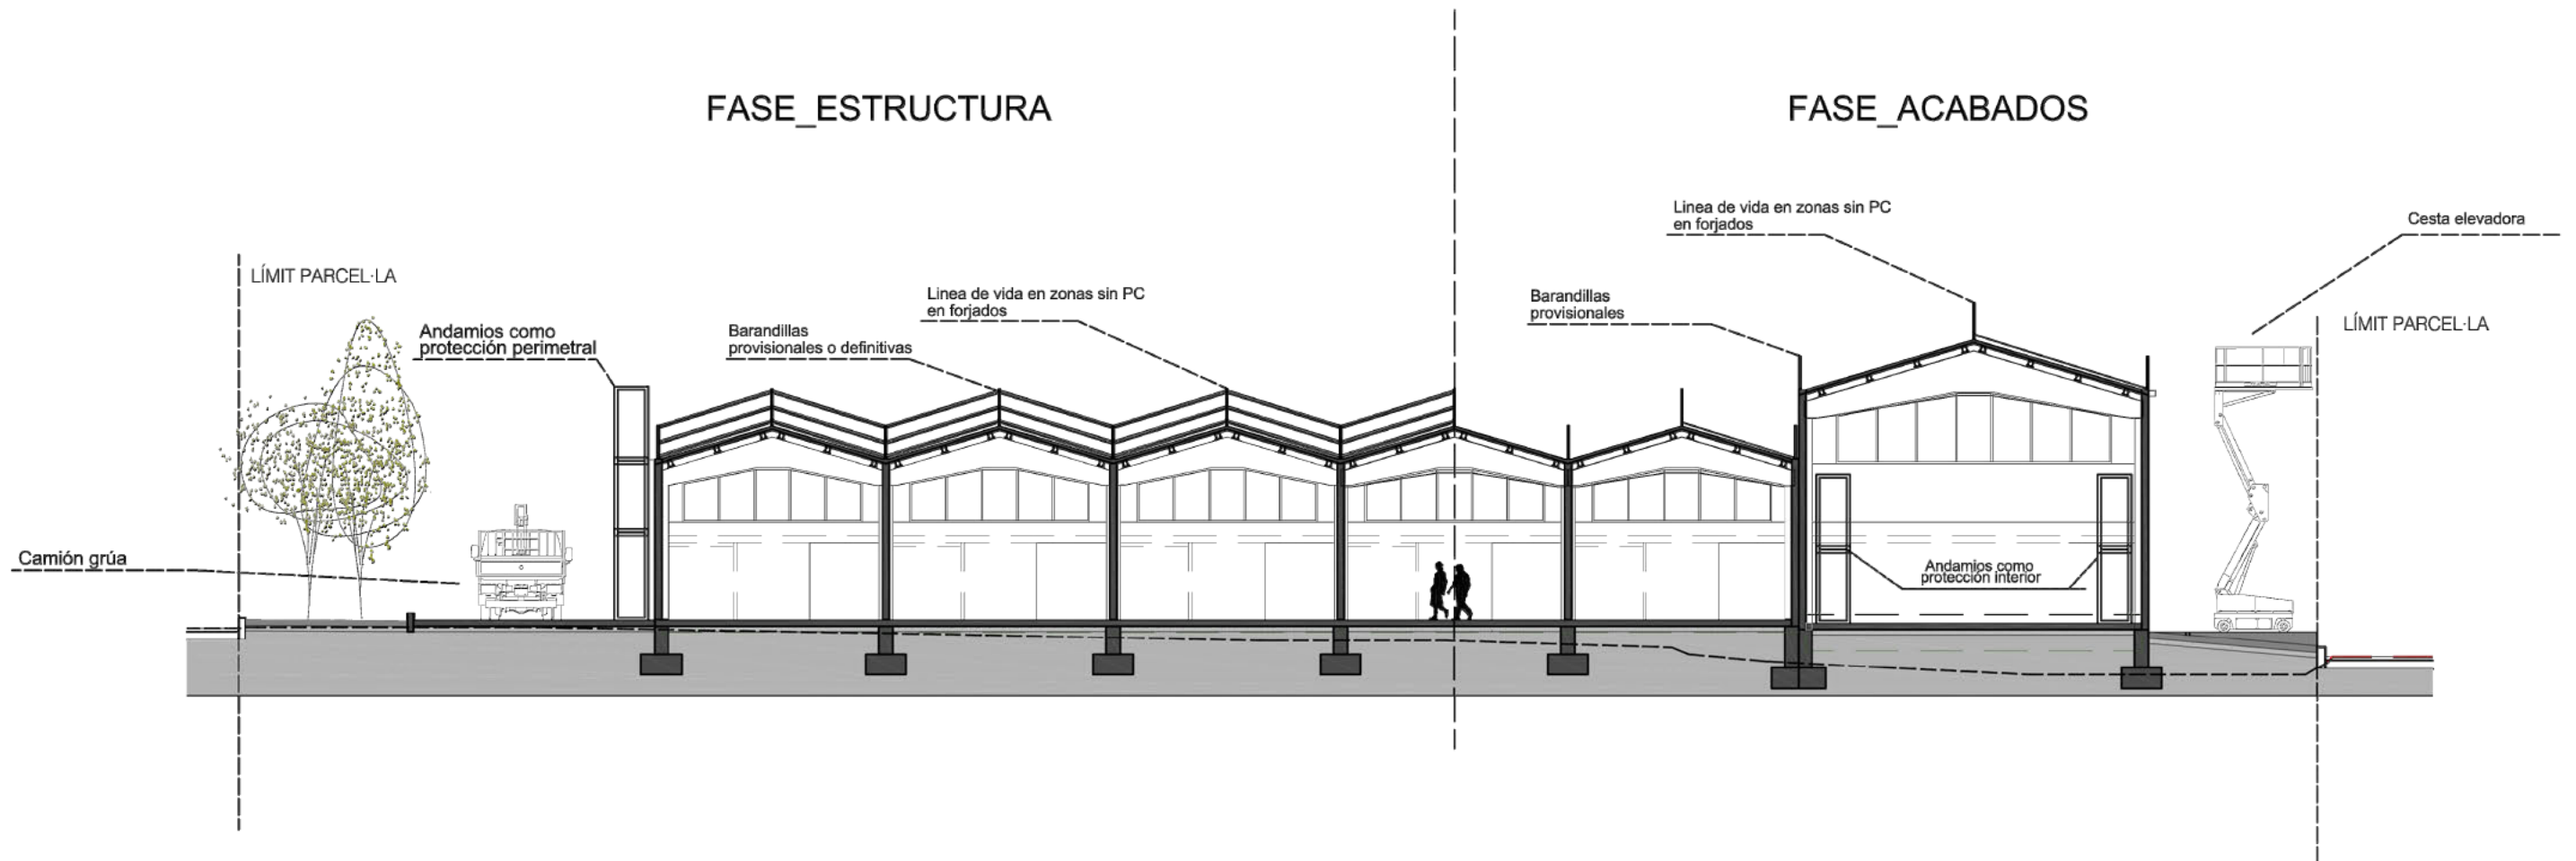 FASE_ESTRUCTURA
FASE_ACABADOS
Linea de vida en zonas sin PC
en forjados
Cesta elevadora
LÍMIT PARCEL·LA
Linea de vida en zonas sin PC
en forjados
Barandillas
provisionales
LÍMIT PARCEL·LA
Andamios como
protección perimetral
Barandillas
provisionales o definitivas
Camión grúa
Andamios como
protección interior